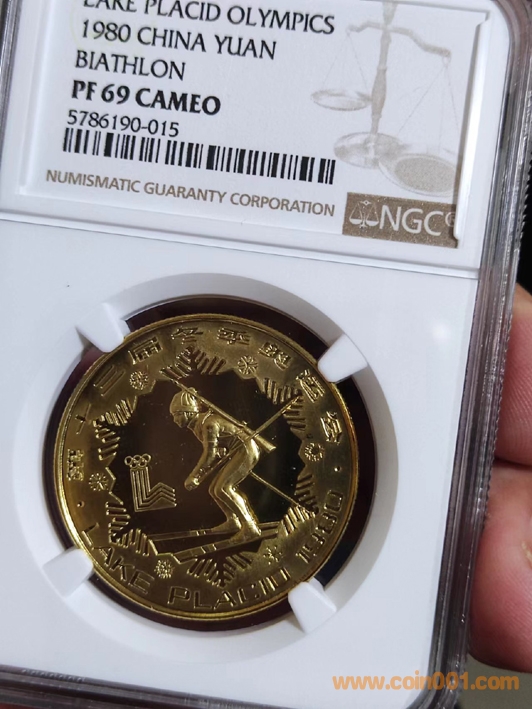 LAKE PLACID OLYMPICS
1980 CHINA YUAN
BIATHLON
PF 69 CAMEO
5786190-015
NUMISMATIC GUARANTY CORPORATION
NGC
第十三届冬季奥运会
LAKE PLACID 1980
www.coin001.com